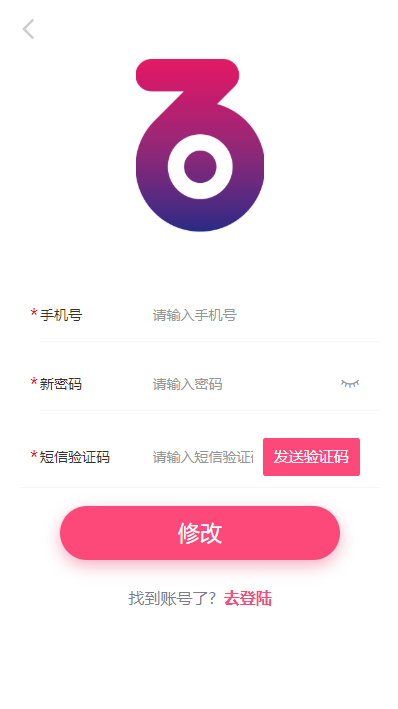 *手机号 请输入手机号
*新密码 请输入密码
*短信验证码 请输入短信验证 发送验证码
修改
找到账号了？去登陆